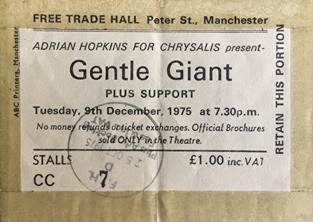 FREE TRADE HALL Peter St., Manchester
ADRIAN HOPKINS FOR CHRYSALIS present-
Gentle Giant
PLUS SUPPORT
Tuesday, 9th December, 1975 at 7.30p.m.
No money refunds or ticket exchanges. Official Brochures
sold ONLY in the Theatre.
STALLS £1.00 inc. VAT
CC 7
ABC Printers, Manchester
RETAIN THIS PORTION
F. T. H.